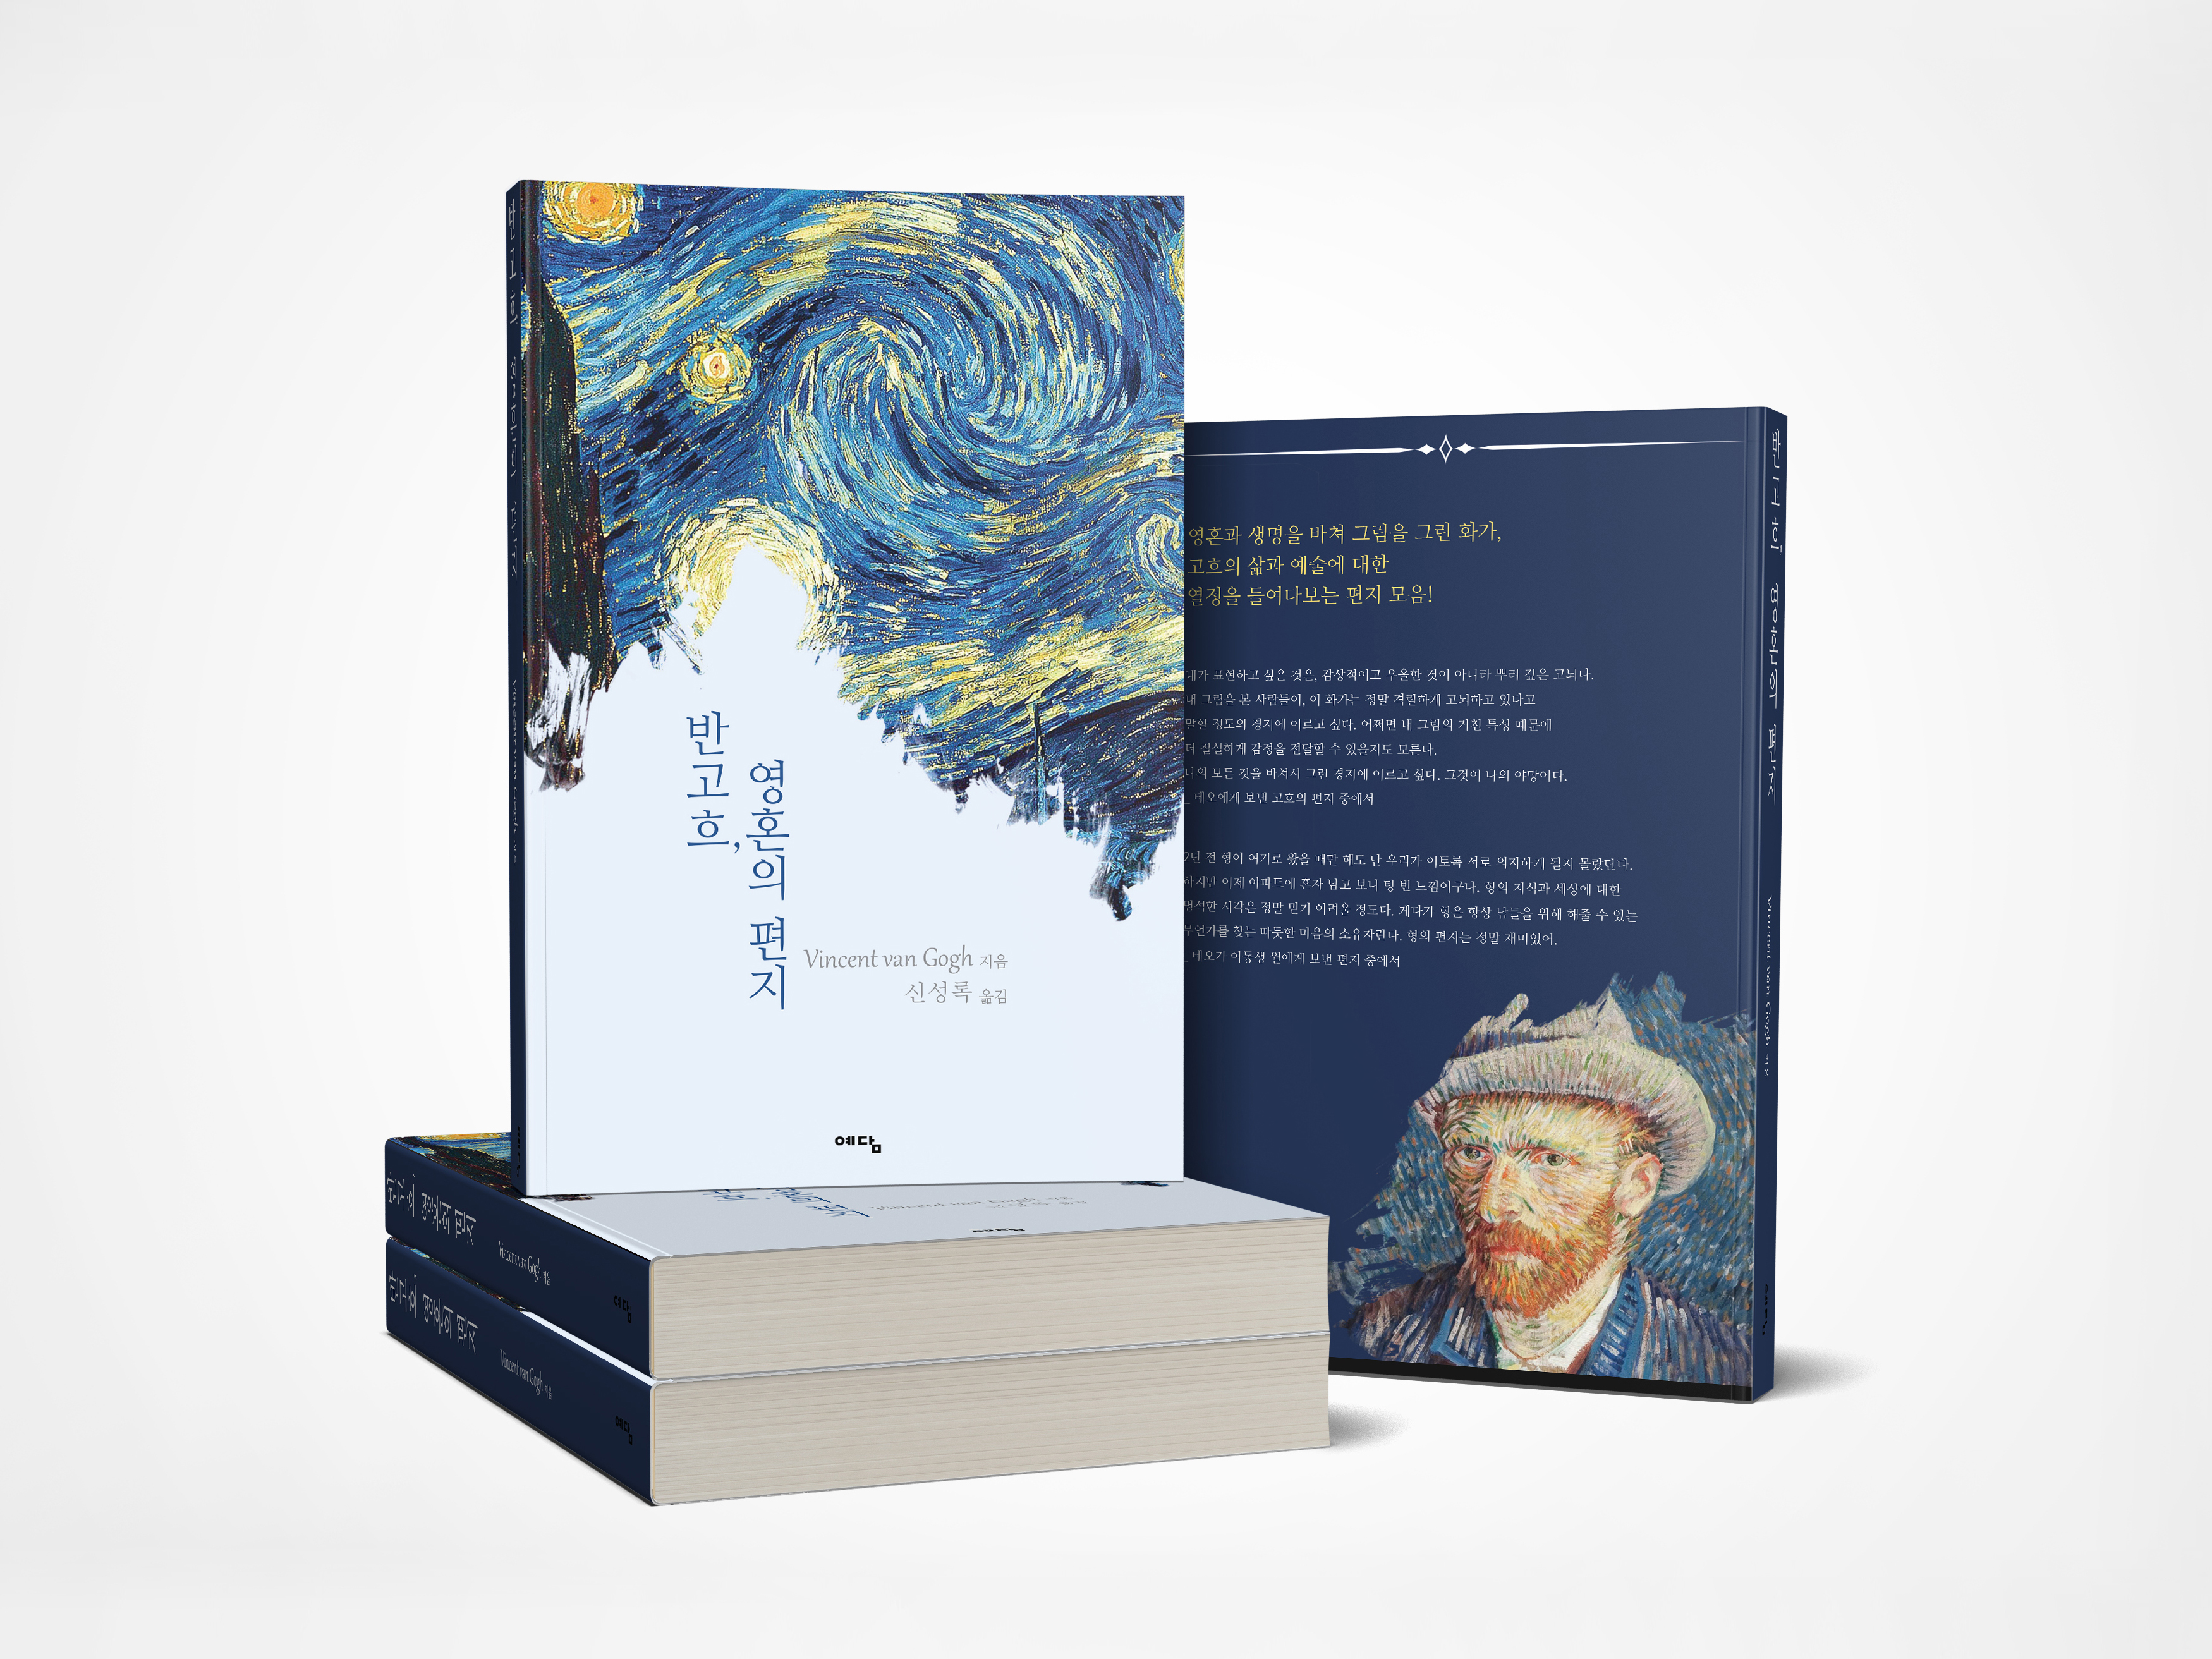 반고흐,
영혼의 편지
Vincent van Gogh 지음
신성록 옮김
예담
영혼과 생명을 바쳐 그림을 그린 화가,
고흐의 삶과 예술에 대한
열정을 들여다보는 편지 모음!
내가 표현하고 싶은 것은, 감상적이고 우울한 것이 아니라 뿌리 깊은 고뇌다.
내 그림을 본 사람들이, 이 화가는 정말 격렬하게 고뇌하고 있다고
말할 정도의 경지에 이르고 싶다. 어쩌면 내 그림의 거친 특성 때문에
더 절실하게 감정을 전달할 수 있을지도 모른다.
나의 모든 것을 바쳐서 그런 경지에 이르고 싶다. 그것이 나의 야망이다.
_ 테오에게 보낸 고흐의 편지 중에서
2년 전 형이 여기로 왔을 때만 해도 난 우리가 이토록 서로 의지하게 될지 몰랐단다.
하지만 이제 아파트에 혼자 남고 보니 텅 빈 느낌이구나. 형의 지식과 세상에 대한
명석한 시각은 정말 믿기 어려울 정도다. 게다가 형은 항상 남들을 위해 해줄 수 있는
무언가를 찾는 따뜻한 마음의 소유자란다. 형의 편지는 정말 재미있어.
_ 테오가 여동생 윌에게 보낸 편지 중에서
Vincent van Gogh 지음
예담
Vincent van Gogh 지음
예담